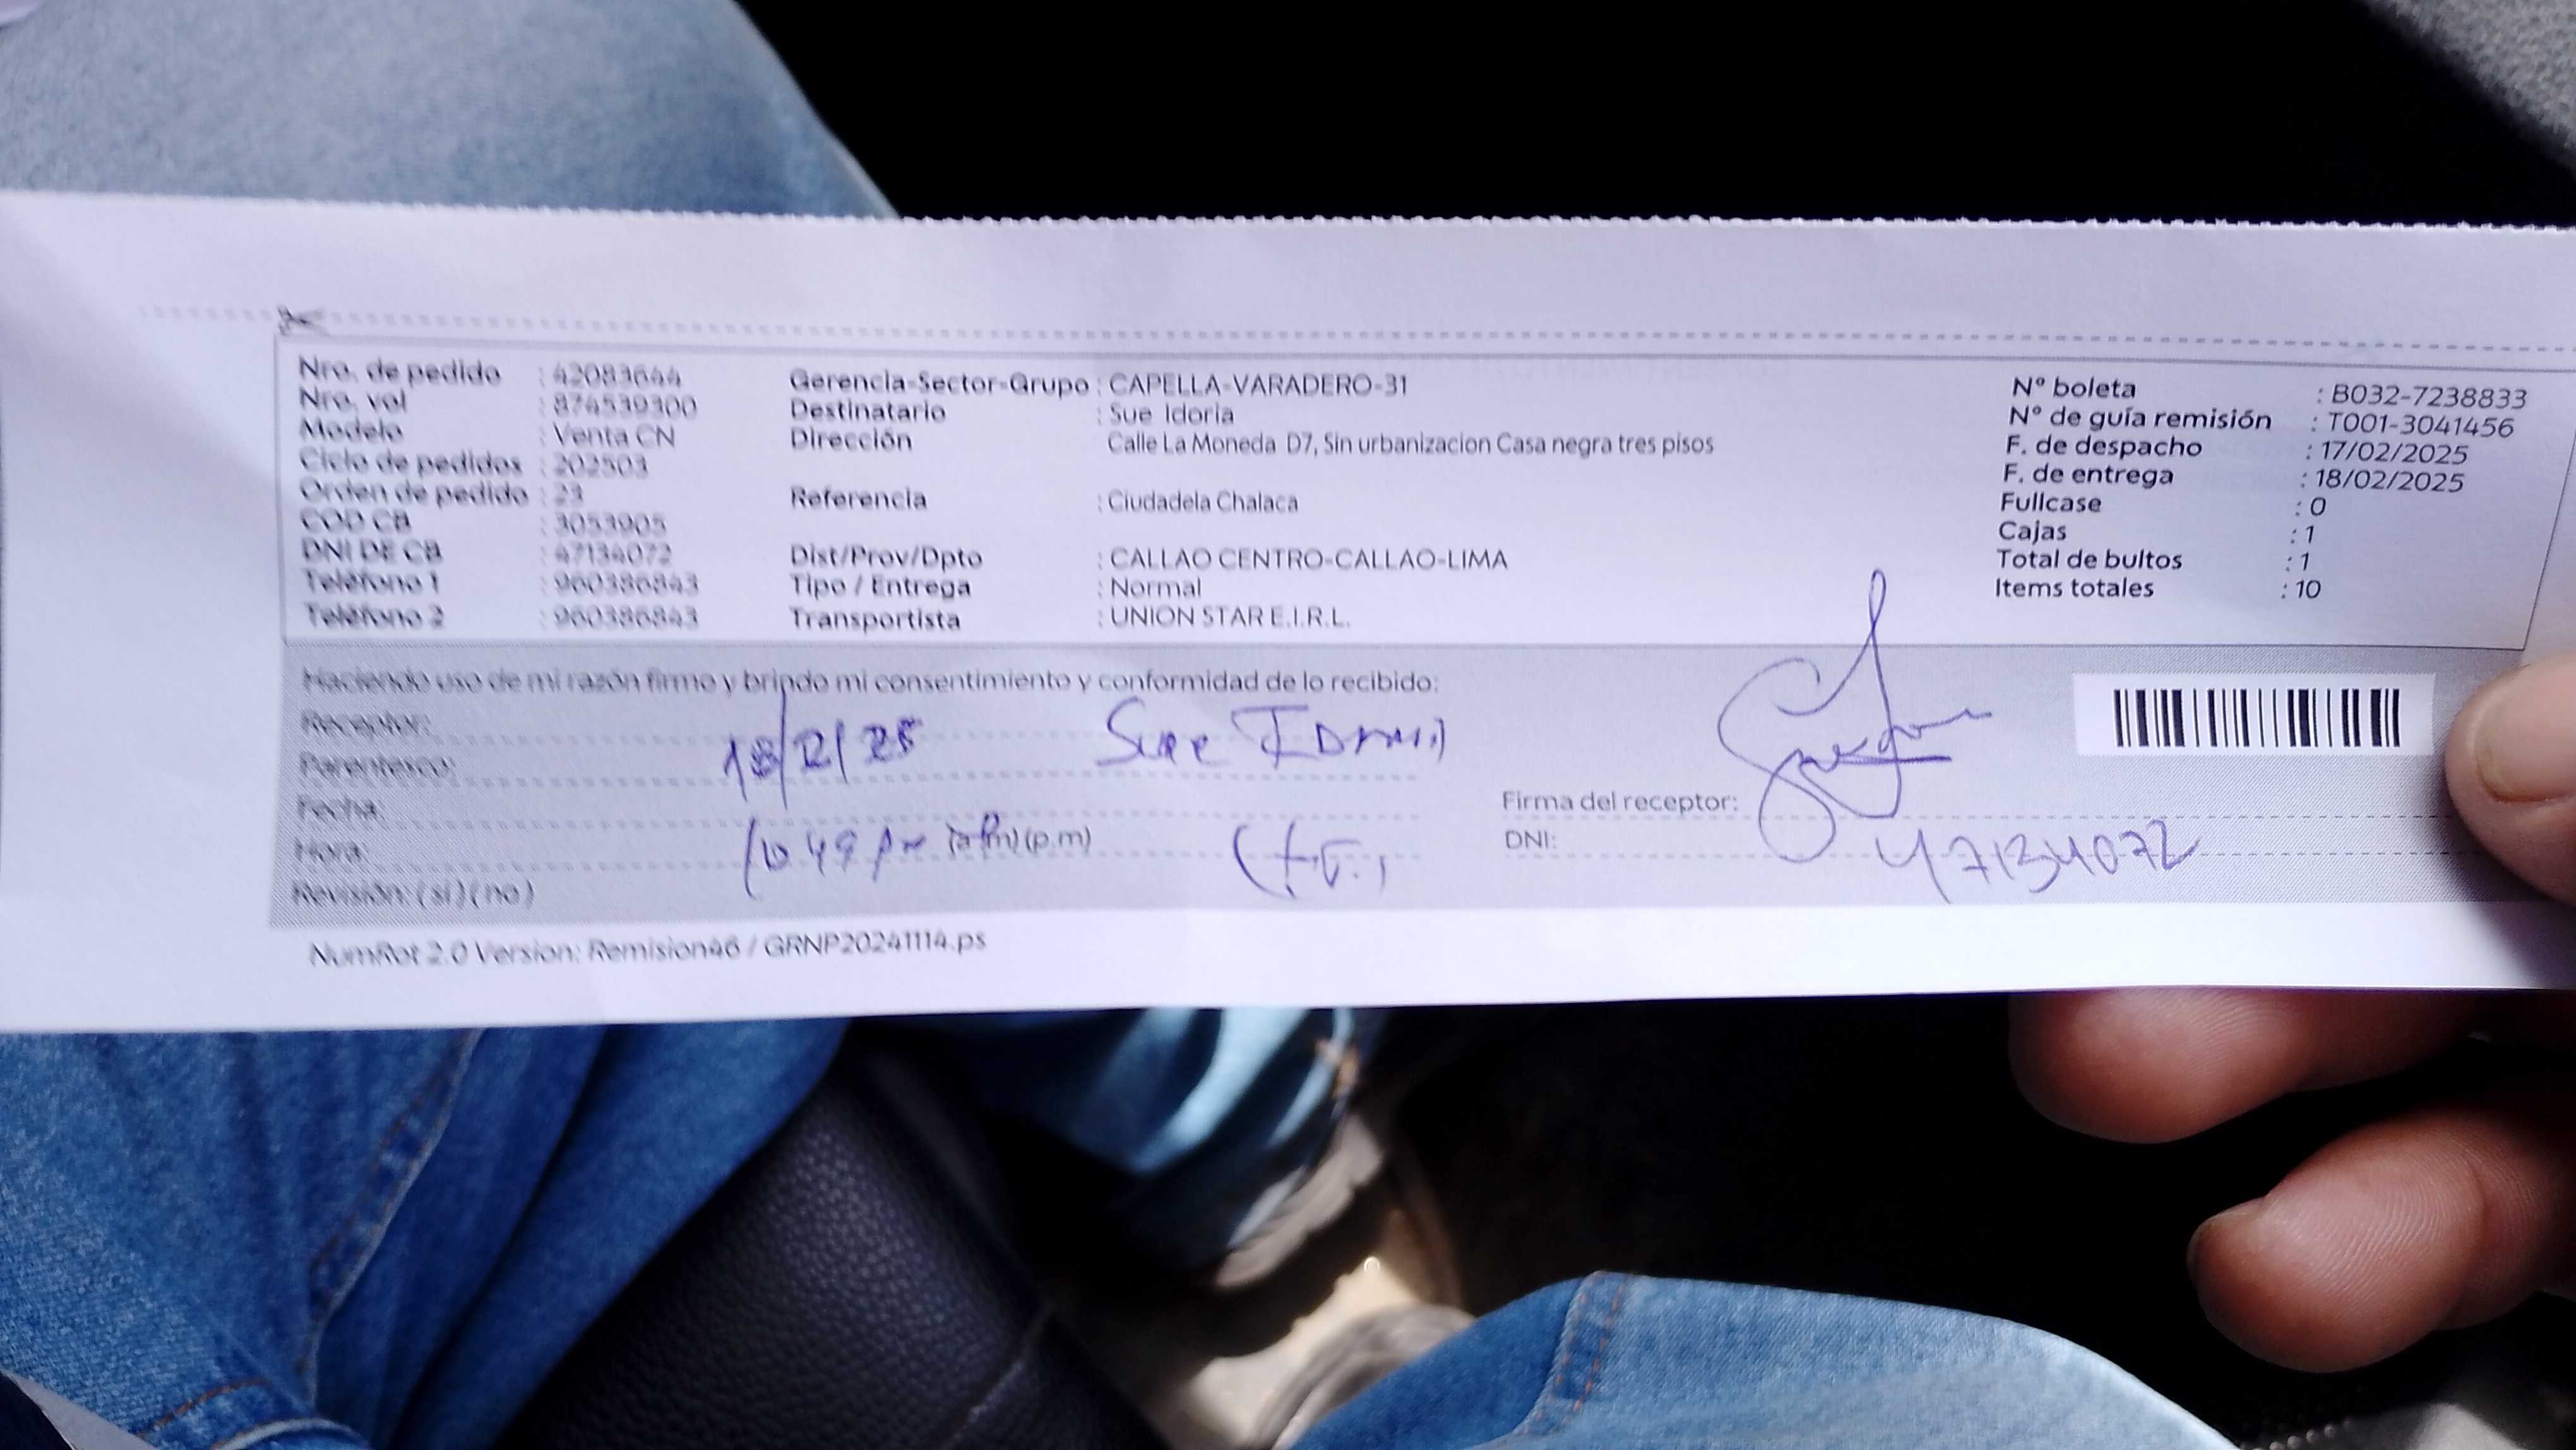 Nro. de pedido : 42083644
Nro. vol : 874539300
Modelo : Venta CN
Ciclo de pedidos : 202503
Orden de pedido : 23
COD CB : 3053905
DNI DE CB : 47134072
Teléfono 1 : 960386843
Teléfono 2 : 960386843
Gerencia-Sector-Grupo : CAPELLA-VARADERO-31
Destinatario : Sue Idoria
Dirección Calle La Moneda D7, Sin urbanizacion Casa negra tres pisos
Referencia : Ciudadela Chalaca
Dist/Prov/Dpto : CALLAO CENTRO-CALLAO-LIMA
Tipo / Entrega : Normal
Transportista : UNION STAR E.I.R.L.
Nº boleta : B032-7238833
Nº de guía remisión : T001-3041456
F. de despacho : 17/02/2025
F. de entrega : 18/02/2025
Fullcase : 0
Cajas : 1
Total de bultos : 1
Items totales : 10
Haciendo uso de mi razón firmo y brindo mi consentimiento y conformidad de lo recibido:
Receptor:
Parentesco: 18/2/25 Sue
Fecha:
Hora: 10.49 (a.m) (p.m)
Revisión: (si) (no)
Firma del receptor:
DNI: 47134072
NumRot 2.0 Version: Remision46 / GRNP20241114.ps